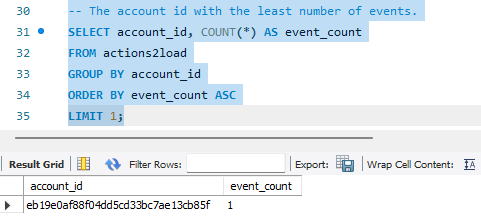 30 -- The account id with the least number of events.
31 SELECT account_id, COUNT(*) AS event_count
32 FROM actions2load
33 GROUP BY account_id
34 ORDER BY event_count ASC
35 LIMIT 1;
Result Grid Filter Rows: Export: Wrap Cell Content: IA
account_id event_count
eb19e0af88f04dd5cd33bc7ae13cb85f 1